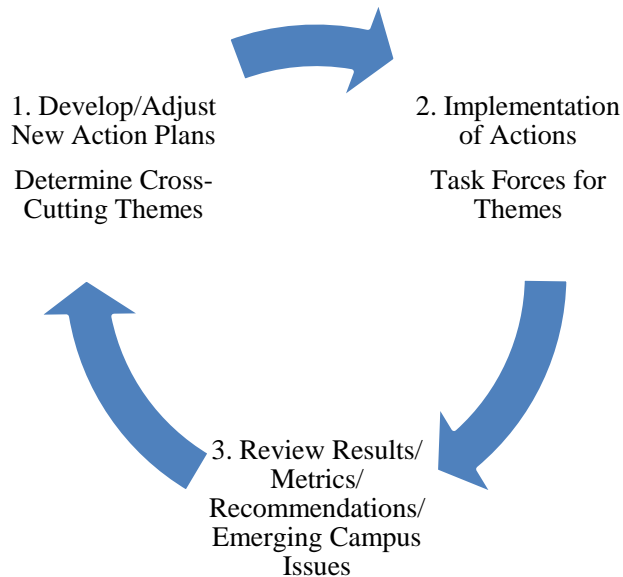 1. Develop/Adjust
New Action Plans
Determine Cross-
Cutting Themes
2. Implementation
of Actions
Task Forces for
Themes
3. Review Results/
Metrics/
Recommendations/
Emerging Campus
Issues